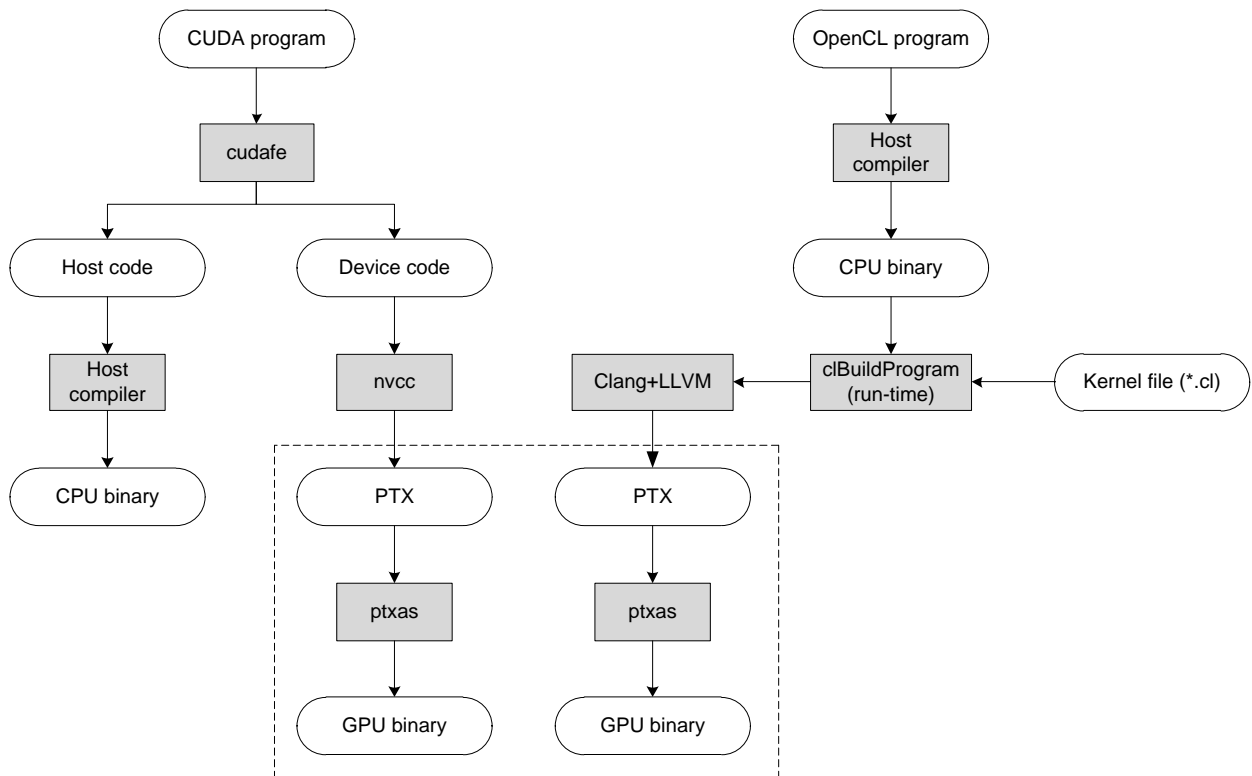 CUDA program
OpenCL program
cudafe
Host
compiler
Host code
Device code
CPU binary
Host
compiler
nvcc
Clang+LLVM
clBuildProgram
(run-time)
Kernel file (*.cl)
CPU binary
PTX
PTX
ptxas
ptxas
GPU binary
GPU binary